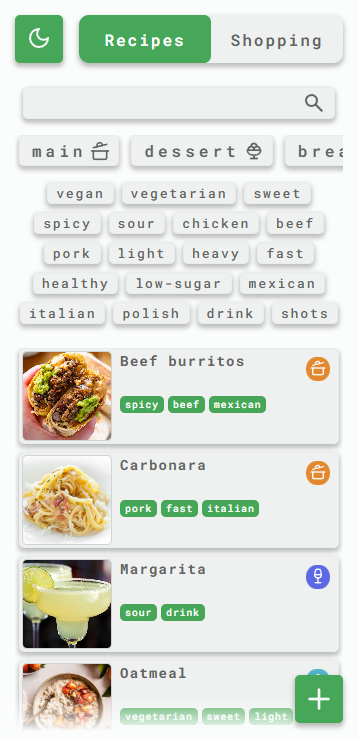 Recipes Shopping
main dessert brea
vegan vegetarian sweet
spicy sour chicken beef
pork light heavy fast
healthy low-sugar mexican
italian polish drink shots
Beef burritos
spicy beef mexican
Carbonara
pork fast italian
Margarita
sour drink
Oatmeal
vegetarian sweet light